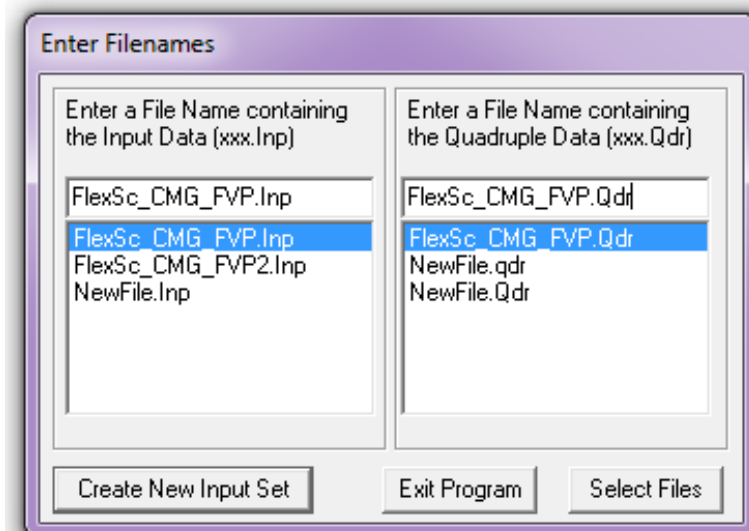 Enter Filenames
Enter a File Name containing
the Input Data (xxx.Inp)
FlexSc_CMG_FVP.Inp
FlexSc_CMG_FVP.Inp
FlexSc_CMG_FVP2.Inp
NewFile.Inp
Enter a File Name containing
the Quadruple Data (xxx.Qdr)
FlexSc_CMG_FVP.Qdr
FlexSc_CMG_FVP.Qdr
NewFile.qdr
NewFile.Qdr
Create New Input Set
Exit Program
Select Files